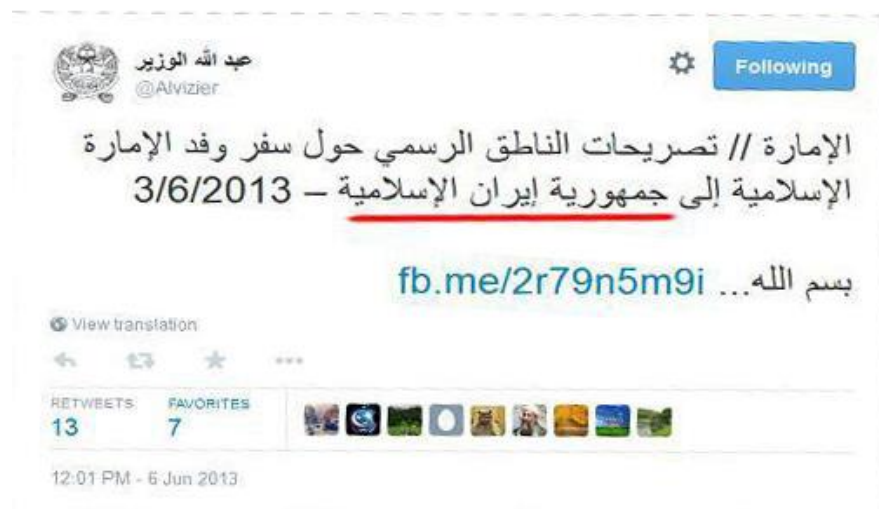 عبد الله الوزير
@Alvizier
Following
الإمارة // تصريحات الناطق الرسمي حول سفر وفد الإمارة
الإسلامية إلى جمهورية إيران الإسلامية – 3/6/2013
بسم الله... fb.me/2r79n5m9i
View translation
RETWEETS FAVORITES
13 7
12:01 PM - 6 Jun 2013